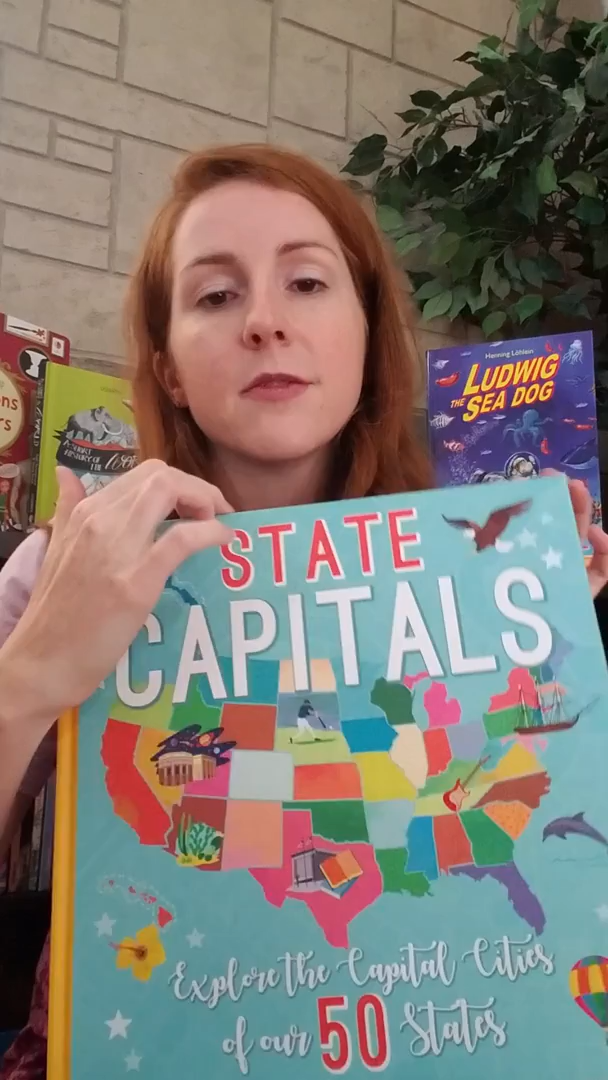 Henning Löhlein
LUDWIG
THE SEA DOG
STATE
CAPITALS
Explore the Capital Cities
of our 50 States